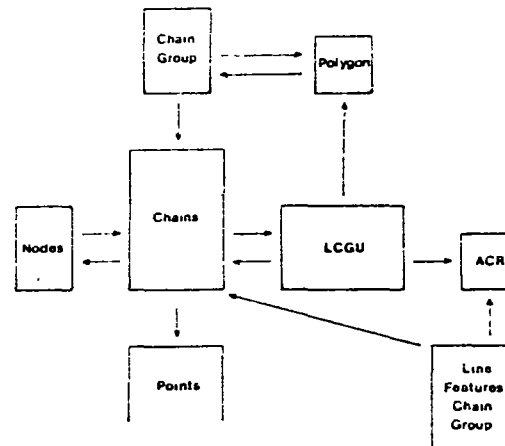 Chain
Group
Polygon
Chains
Nodes
LCGU
ACR
Points
Line
Features
Chain
Group